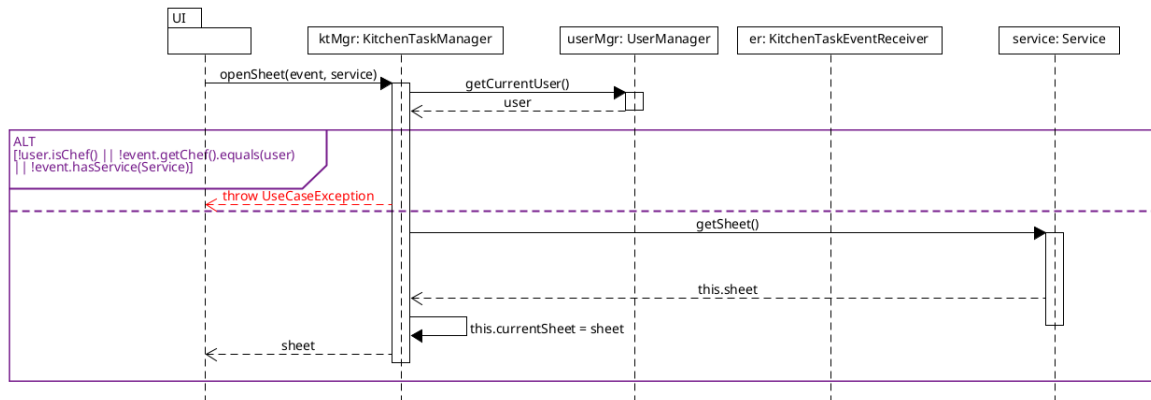 UI
ktMgr: KitchenTaskManager
userMgr: UserManager
er: KitchenTaskEventReceiver
service: Service
openSheet(event, service)
getCurrentUser()
user
ALT
[!user.isChef() || !event.getChef().equals(user)
|| !event.hasService(Service)]
throw UseCaseException
getSheet()
this.sheet
this.currentSheet = sheet
sheet